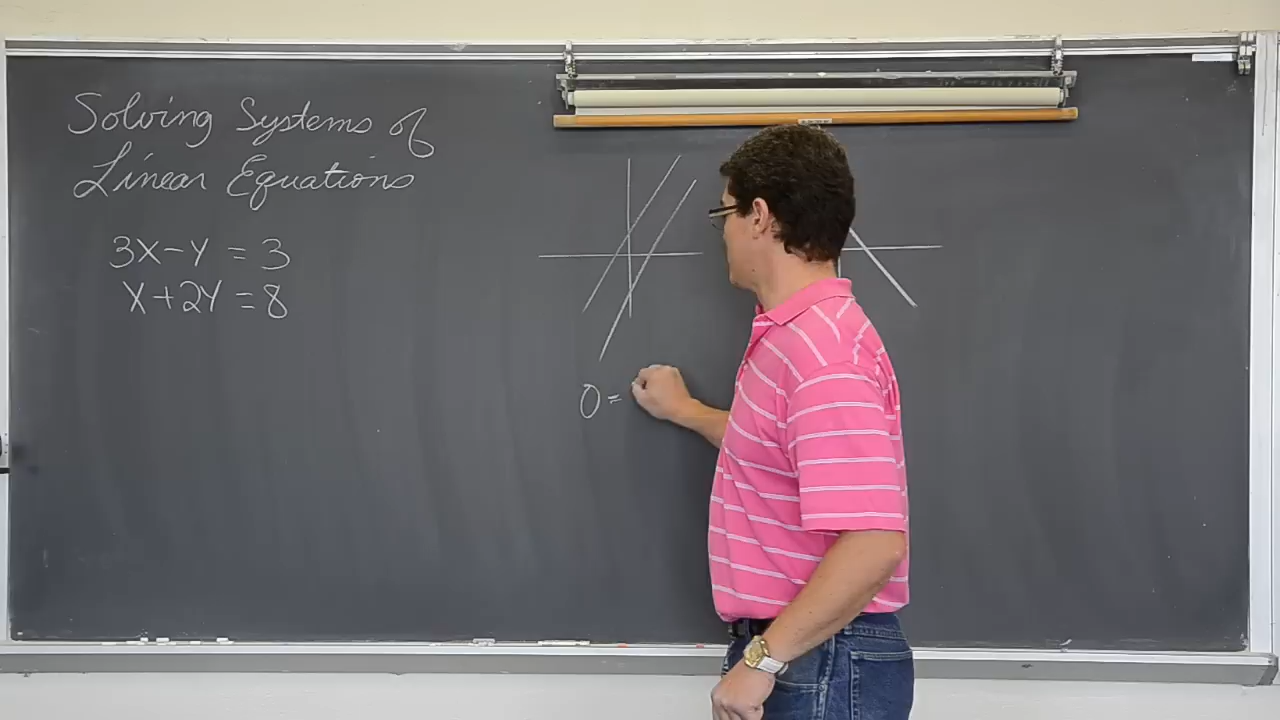 Solving Systems of
Linear Equations
3x-y = 3
x+2y = 8
0=